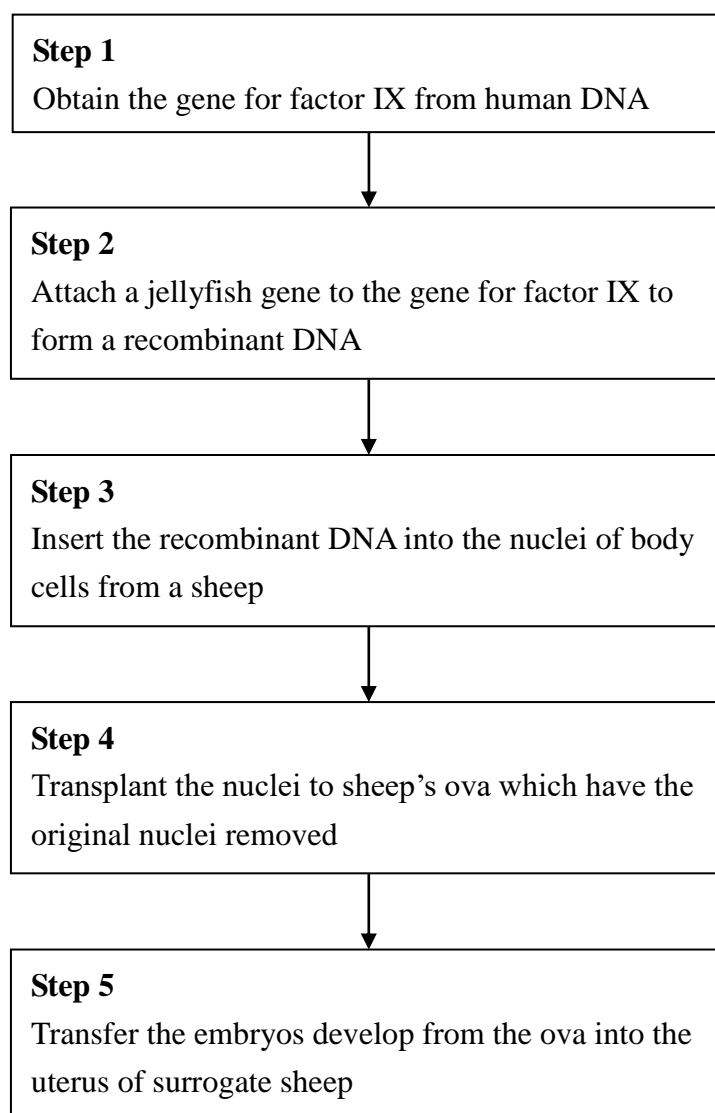 Step 1
Obtain the gene for factor IX from human DNA
Step 2
Attach a jellyfish gene to the gene for factor IX to
form a recombinant DNA
Step 3
Insert the recombinant DNA into the nuclei of body
cells from a sheep
Step 4
Transplant the nuclei to sheep’s ova which have the
original nuclei removed
Step 5
Transfer the embryos develop from the ova into the
uterus of surrogate sheep